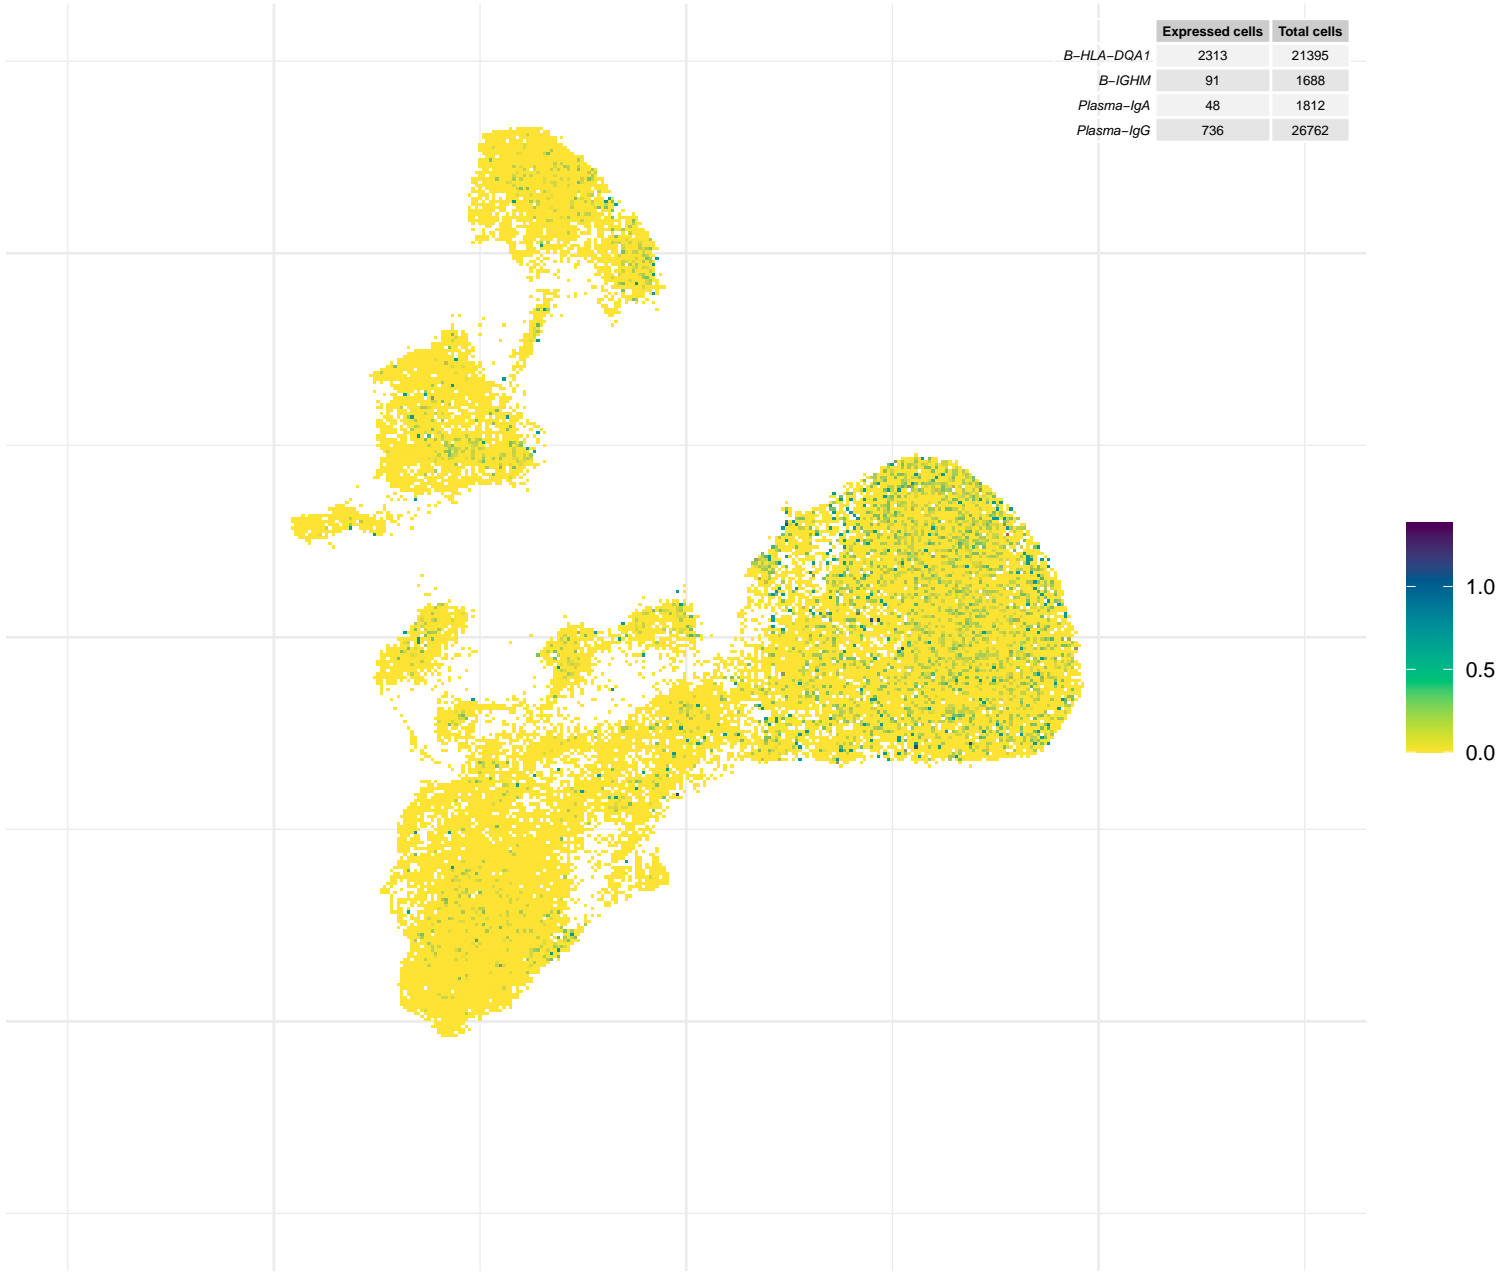 Expressed cells Total cells
B−HLA−DQA1 2313 21395
B−IGHM 91 1688
Plasma−IgA 48 1812
Plasma−IgG 736 26762
1.0
0.5
0.0